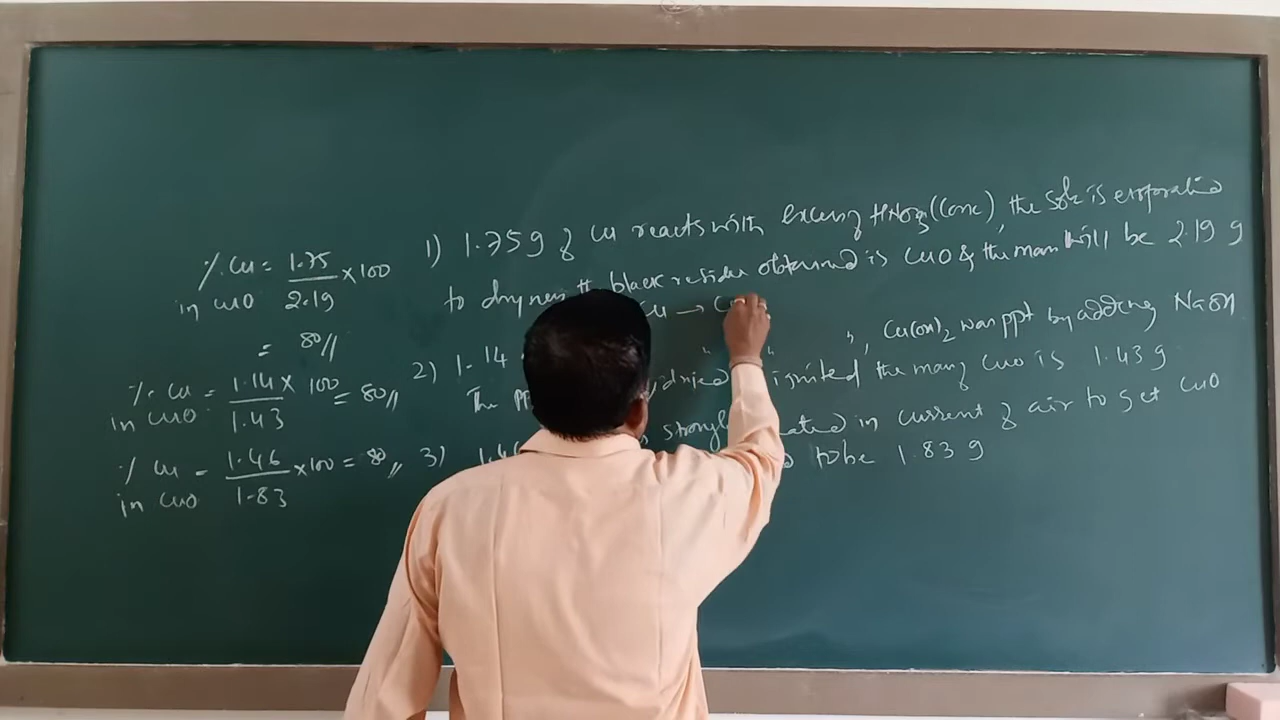 % Cu = 1.75/2.19 × 100
in CuO
= 80//
% Cu = 1.14 × 100/1.43 = 80//
in CuO
% Cu = 1.46/1.83 × 100 = 80//
in CuO
1) 1.75 g of Cu reacts with excess of HNO3 (Conc), the soln is evaporated
to dryness black residue obtained is CuO & the mass will be 2.19 g
Cu →
2) 1.14 " " ", Cu(OH)2 was ppt by adding NaOH
The dried ignited the mass of CuO is 1.43 g
3) 1.46 strongly in current of air to get CuO
to be 1.83 g